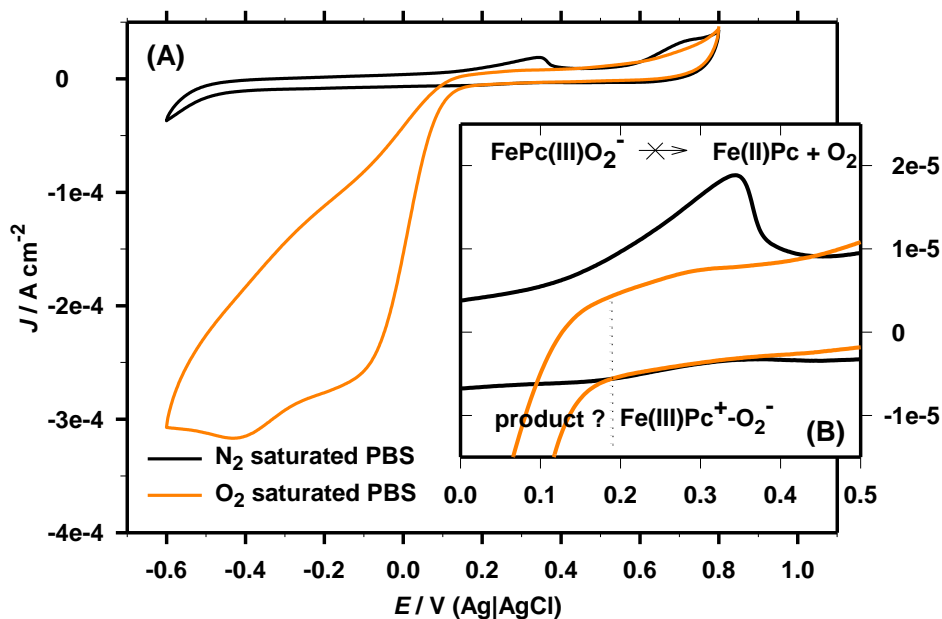 (A)
0
-1e-4
-2e-4
-3e-4
-4e-4
J / A cm⁻²
N₂ saturated PBS
O₂ saturated PBS
-0.6 -0.4 -0.2 0.0 0.2 0.4 0.6 0.8 1.0
E / V (Ag|AgCl)
FePc(III)O₂⁻ Fe(II)Pc + O₂
2e-5
1e-5
0
-1e-5
product ? Fe(III)Pc⁺-O₂⁻
(B)
0.0 0.1 0.2 0.3 0.4 0.5